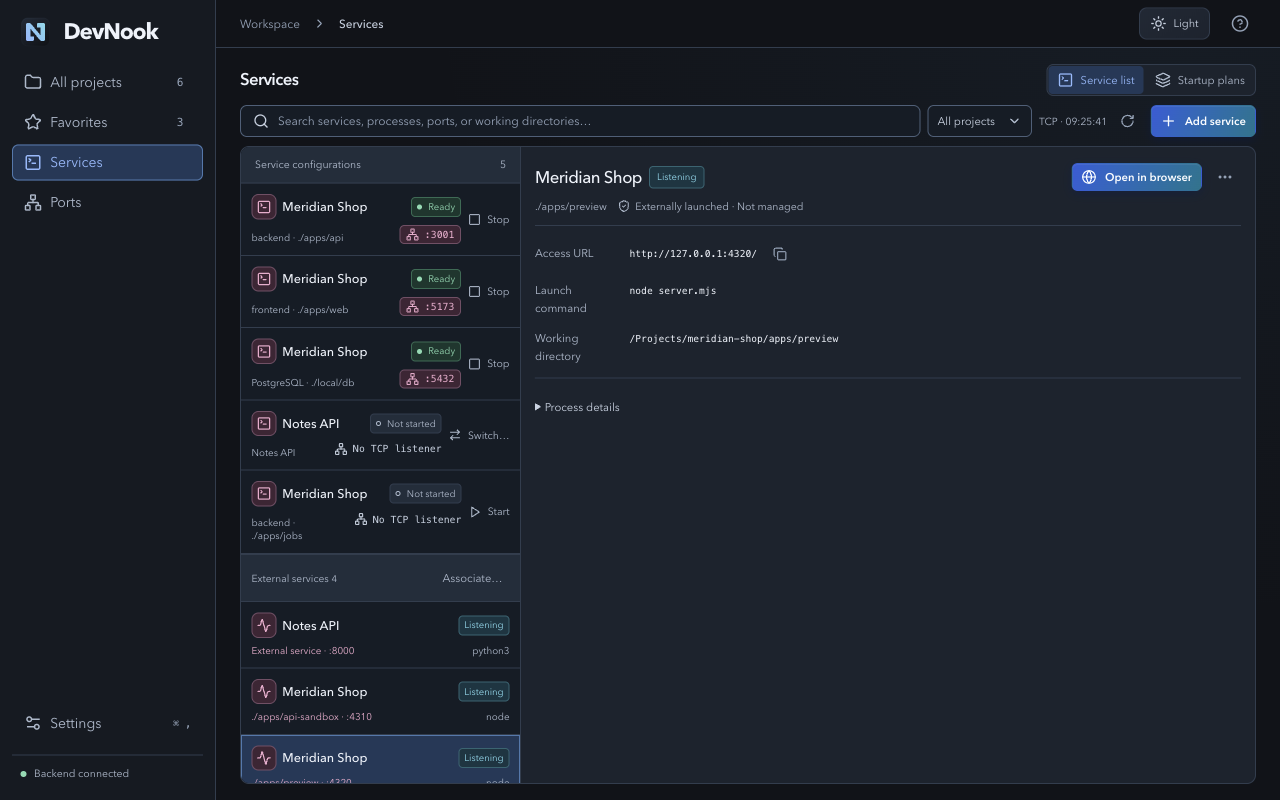 DevNook
All projects 6
Favorites 3
Services
Ports
Settings ⌘ ,
Backend connected
Workspace > Services
Light
Services
Service list
Startup plans
Search services, processes, ports, or working directories…
All projects
TCP · 09:25:41
Add service
Service configurations 5
Meridian Shop Ready
Stop
backend · ./apps/api :3001
Meridian Shop Ready
Stop
frontend · ./apps/web :5173
Meridian Shop Ready
Stop
PostgreSQL · ./local/db :5432
Notes API Not started
Switch…
Notes API No TCP listener
Meridian Shop Not started
Start
backend · No TCP listener
./apps/jobs
External services 4 Associate…
Notes API Listening
External service · :8000 python3
Meridian Shop Listening
./apps/api-sandbox · :4310 node
Meridian Shop Listening
./apps/preview · :4320 node
Meridian Shop Listening
Open in browser
./apps/preview Externally launched · Not managed
Access URL http://127.0.0.1:4320/
Launch command node server.mjs
Working directory /Projects/meridian-shop/apps/preview
Process details